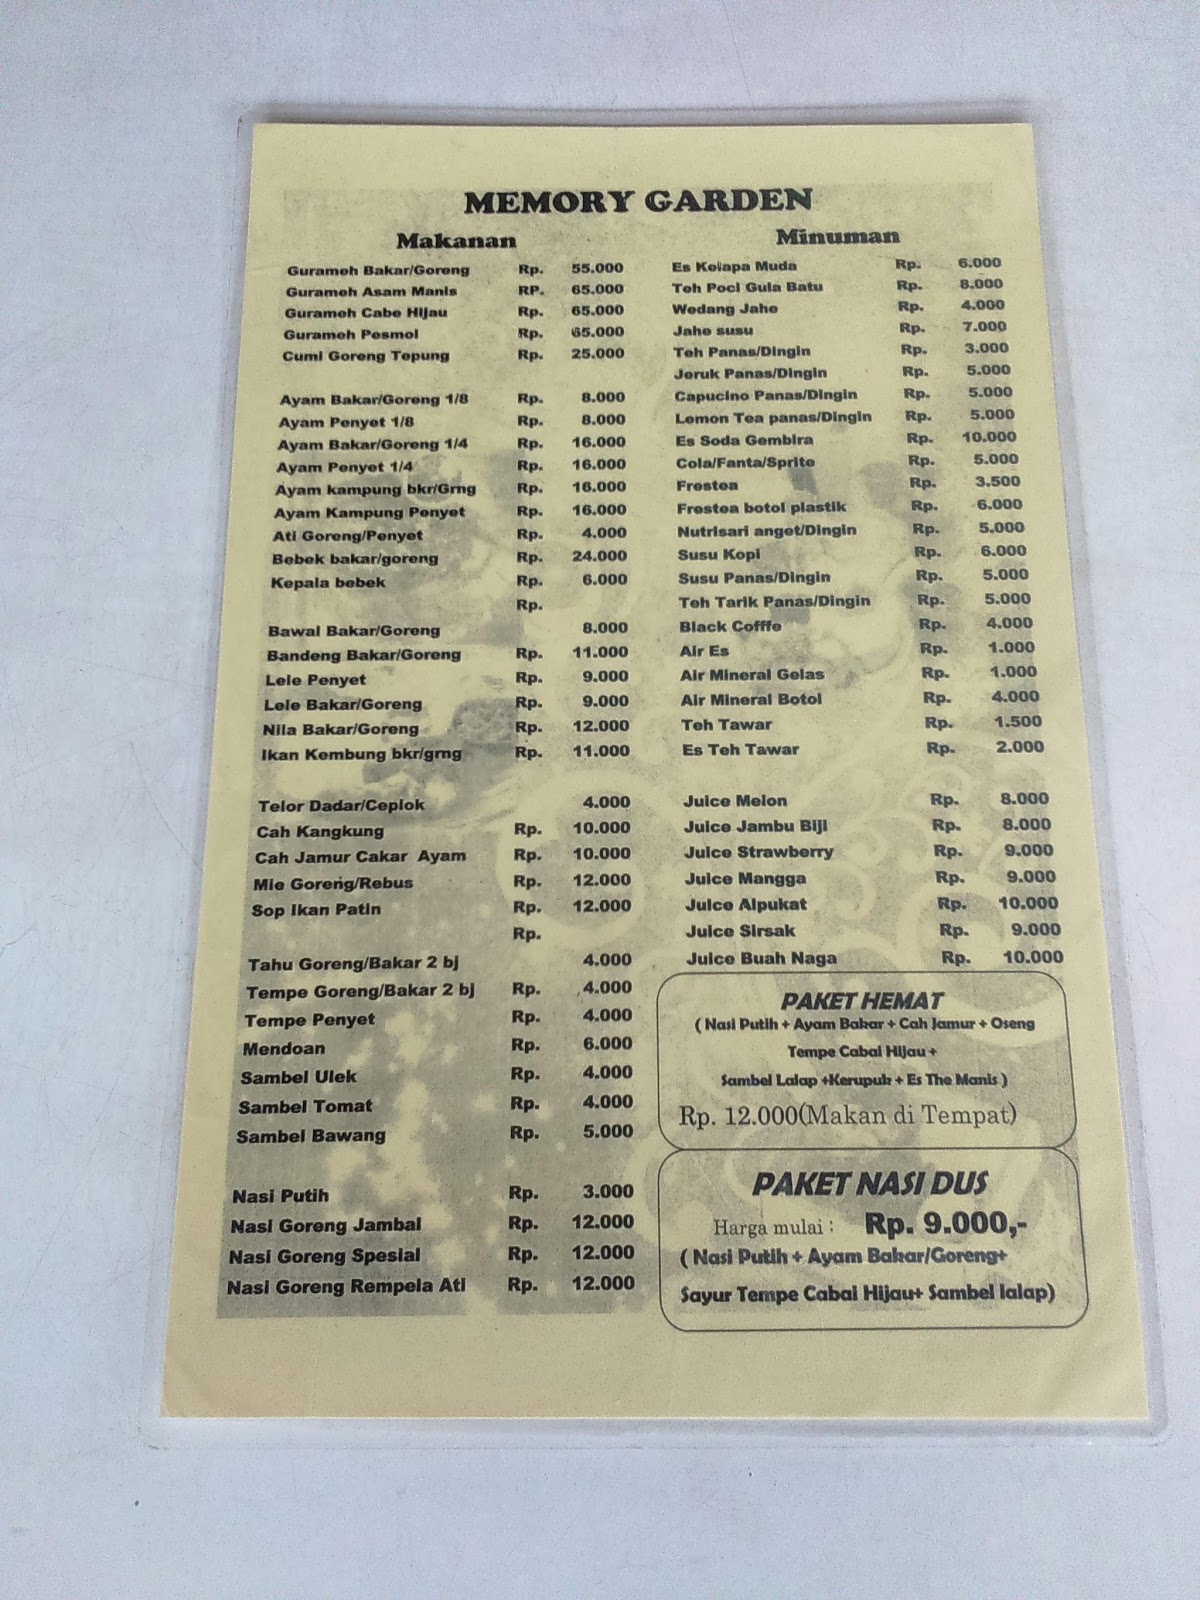 MEMORY GARDEN
Makanan
Gurameh Bakar/Goreng Rp. 55.000
Gurameh Asam Manis RP. 65.000
Gurameh Cabe Hijau Rp. 65.000
Gurameh Pesmol Rp. 65.000
Cumi Goreng Tepung Rp. 25.000
Ayam Bakar/Goreng 1/8 Rp. 8.000
Ayam Penyet 1/8 Rp. 8.000
Ayam Bakar/Goreng 1/4 Rp. 16.000
Ayam Penyet 1/4 Rp. 16.000
Ayam kampung bkr/Grng Rp. 16.000
Ayam Kampung Penyet Rp. 16.000
Ati Goreng/Penyet Rp. 4.000
Bebek bakar/goreng Rp. 24.000
Kepala bebek Rp. 6.000
Rp.
Bawal Bakar/Goreng 8.000
Bandeng Bakar/Goreng Rp. 11.000
Lele Penyet Rp. 9.000
Lele Bakar/Goreng Rp. 9.000
Nila Bakar/Goreng Rp. 12.000
Ikan Kembung bkr/grng Rp. 11.000
Telor Dadar/Ceplok 4.000
Cah Kangkung Rp. 10.000
Cah Jamur Cakar Ayam Rp. 10.000
Mie Goreng/Rebus Rp. 12.000
Sop Ikan Patin Rp. 12.000
Rp.
Tahu Goreng/Bakar 2 bj 4.000
Tempe Goreng/Bakar 2 bj Rp. 4.000
Tempe Penyet Rp. 4.000
Mendoan Rp. 6.000
Sambel Ulek Rp. 4.000
Sambel Tomat Rp. 4.000
Sambel Bawang Rp. 5.000
Nasi Putih Rp. 3.000
Nasi Goreng Jambal Rp. 12.000
Nasi Goreng Spesial Rp. 12.000
Nasi Goreng Rempela Ati Rp. 12.000
Minuman
Es Kelapa Muda Rp. 6.000
Teh Poci Gula Batu Rp. 8.000
Wedang Jahe Rp. 4.000
Jahe susu Rp. 7.000
Teh Panas/Dingin Rp. 3.000
Jeruk Panas/Dingin Rp. 5.000
Capucino Panas/Dingin Rp. 5.000
Lemon Tea panas/Dingin Rp. 5.000
Es Soda Gembira Rp. 10.000
Cola/Fanta/Sprite Rp. 5.000
Frestea Rp. 3.500
Frestea botol plastik Rp. 6.000
Nutrisari anget/Dingin Rp. 5.000
Susu Kopi Rp. 6.000
Susu Panas/Dingin Rp. 5.000
Teh Tarik Panas/Dingin Rp. 5.000
Black Cofffe Rp. 4.000
Air Es Rp. 1.000
Air Mineral Gelas Rp. 1.000
Air Mineral Botol Rp. 4.000
Teh Tawar Rp. 1.500
Es Teh Tawar Rp. 2.000
Juice Melon Rp. 8.000
Juice Jambu Biji Rp. 8.000
Juice Strawberry Rp. 9.000
Juice Mangga Rp. 9.000
Juice Alpukat Rp. 10.000
Juice Sirsak Rp. 9.000
Juice Buah Naga Rp. 10.000
PAKET HEMAT
( Nasi Putih + Ayam Bakar + Cah Jamur + Oseng
Tempe Cabai Hijau +
Sambel Lalap +Kerupuk + Es The Manis )
Rp. 12.000(Makan di Tempat)
PAKET NASI DUS
Harga mulai : Rp. 9.000,-
( Nasi Putih + Ayam Bakar/Goreng+
Sayur Tempe Cabai Hijau+ Sambel lalap)